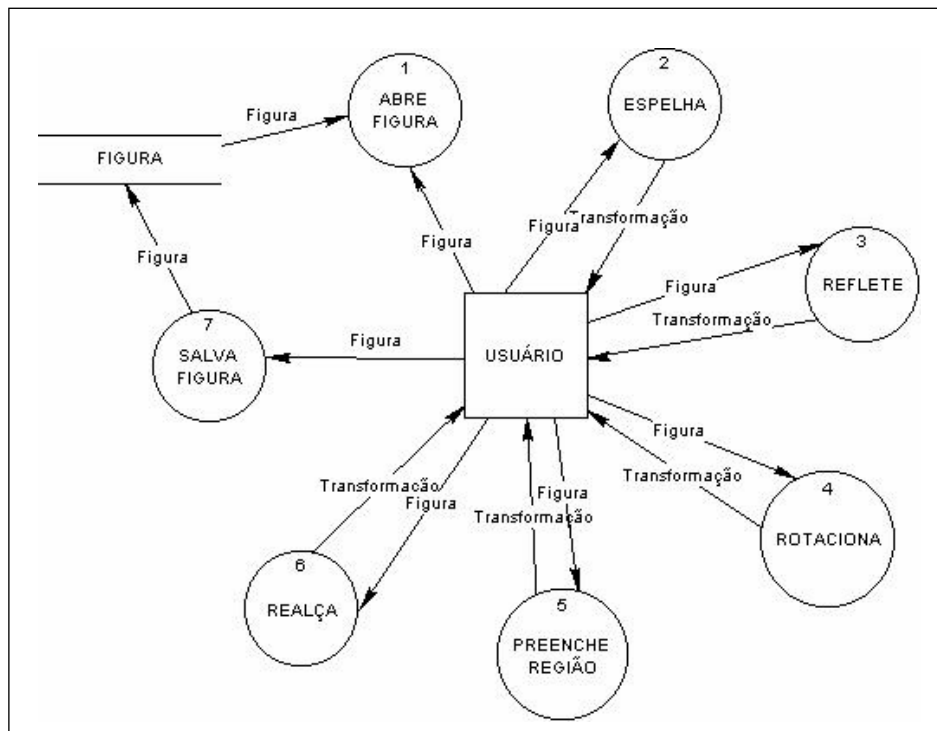 1
ABRE
FIGURA
2
ESPELHA
Figura
FIGURA
Figura
Transformação
Figura
Figura
3
REFLETE
Figura
Transformação
7
SALVA
FIGURA
Figura
USUÁRIO
Figura
4
ROTACIONA
Transformação
Transformação
Figura
Figura
Transformação
6
REALÇA
5
PREENCHE
REGIÃO